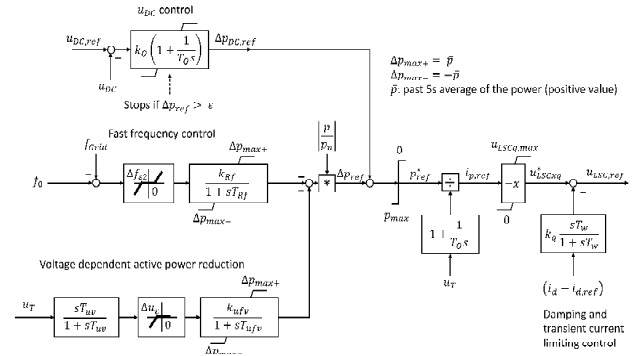 u_DC control
u_DC,ref
−
k_O (1 + 1/(T_O s))
Δp_DC,ref
u_DC
Stops if Δp_ref > ε
Δp_max+ = p̄
Δp_max− = −p̄
p̄: past 5s average of the power (positive value)
Fast frequency control
f_Grid
−
f_0
Δf_s2 | 0
Δp_max+
k_Rf / (1 + sT_Rf)
Δp_max−
|p/p_n|
−
−
*
Δp_ref
0
p_max
p*_ref
÷
i_p,ref
1 + 1/(T_O s)
u_T
u_LSCq,max
−x
0
−
u_LSC,ref
k_q sT_w / (1 + sT_w)
(i_d − i_d,ref)
Damping and
transient current
limiting control
Voltage dependent active power reduction
u_T
sT_uv / (1 + sT_uv)
| 0
Δp_max+
k_ufv / (1 + sT_ufv)